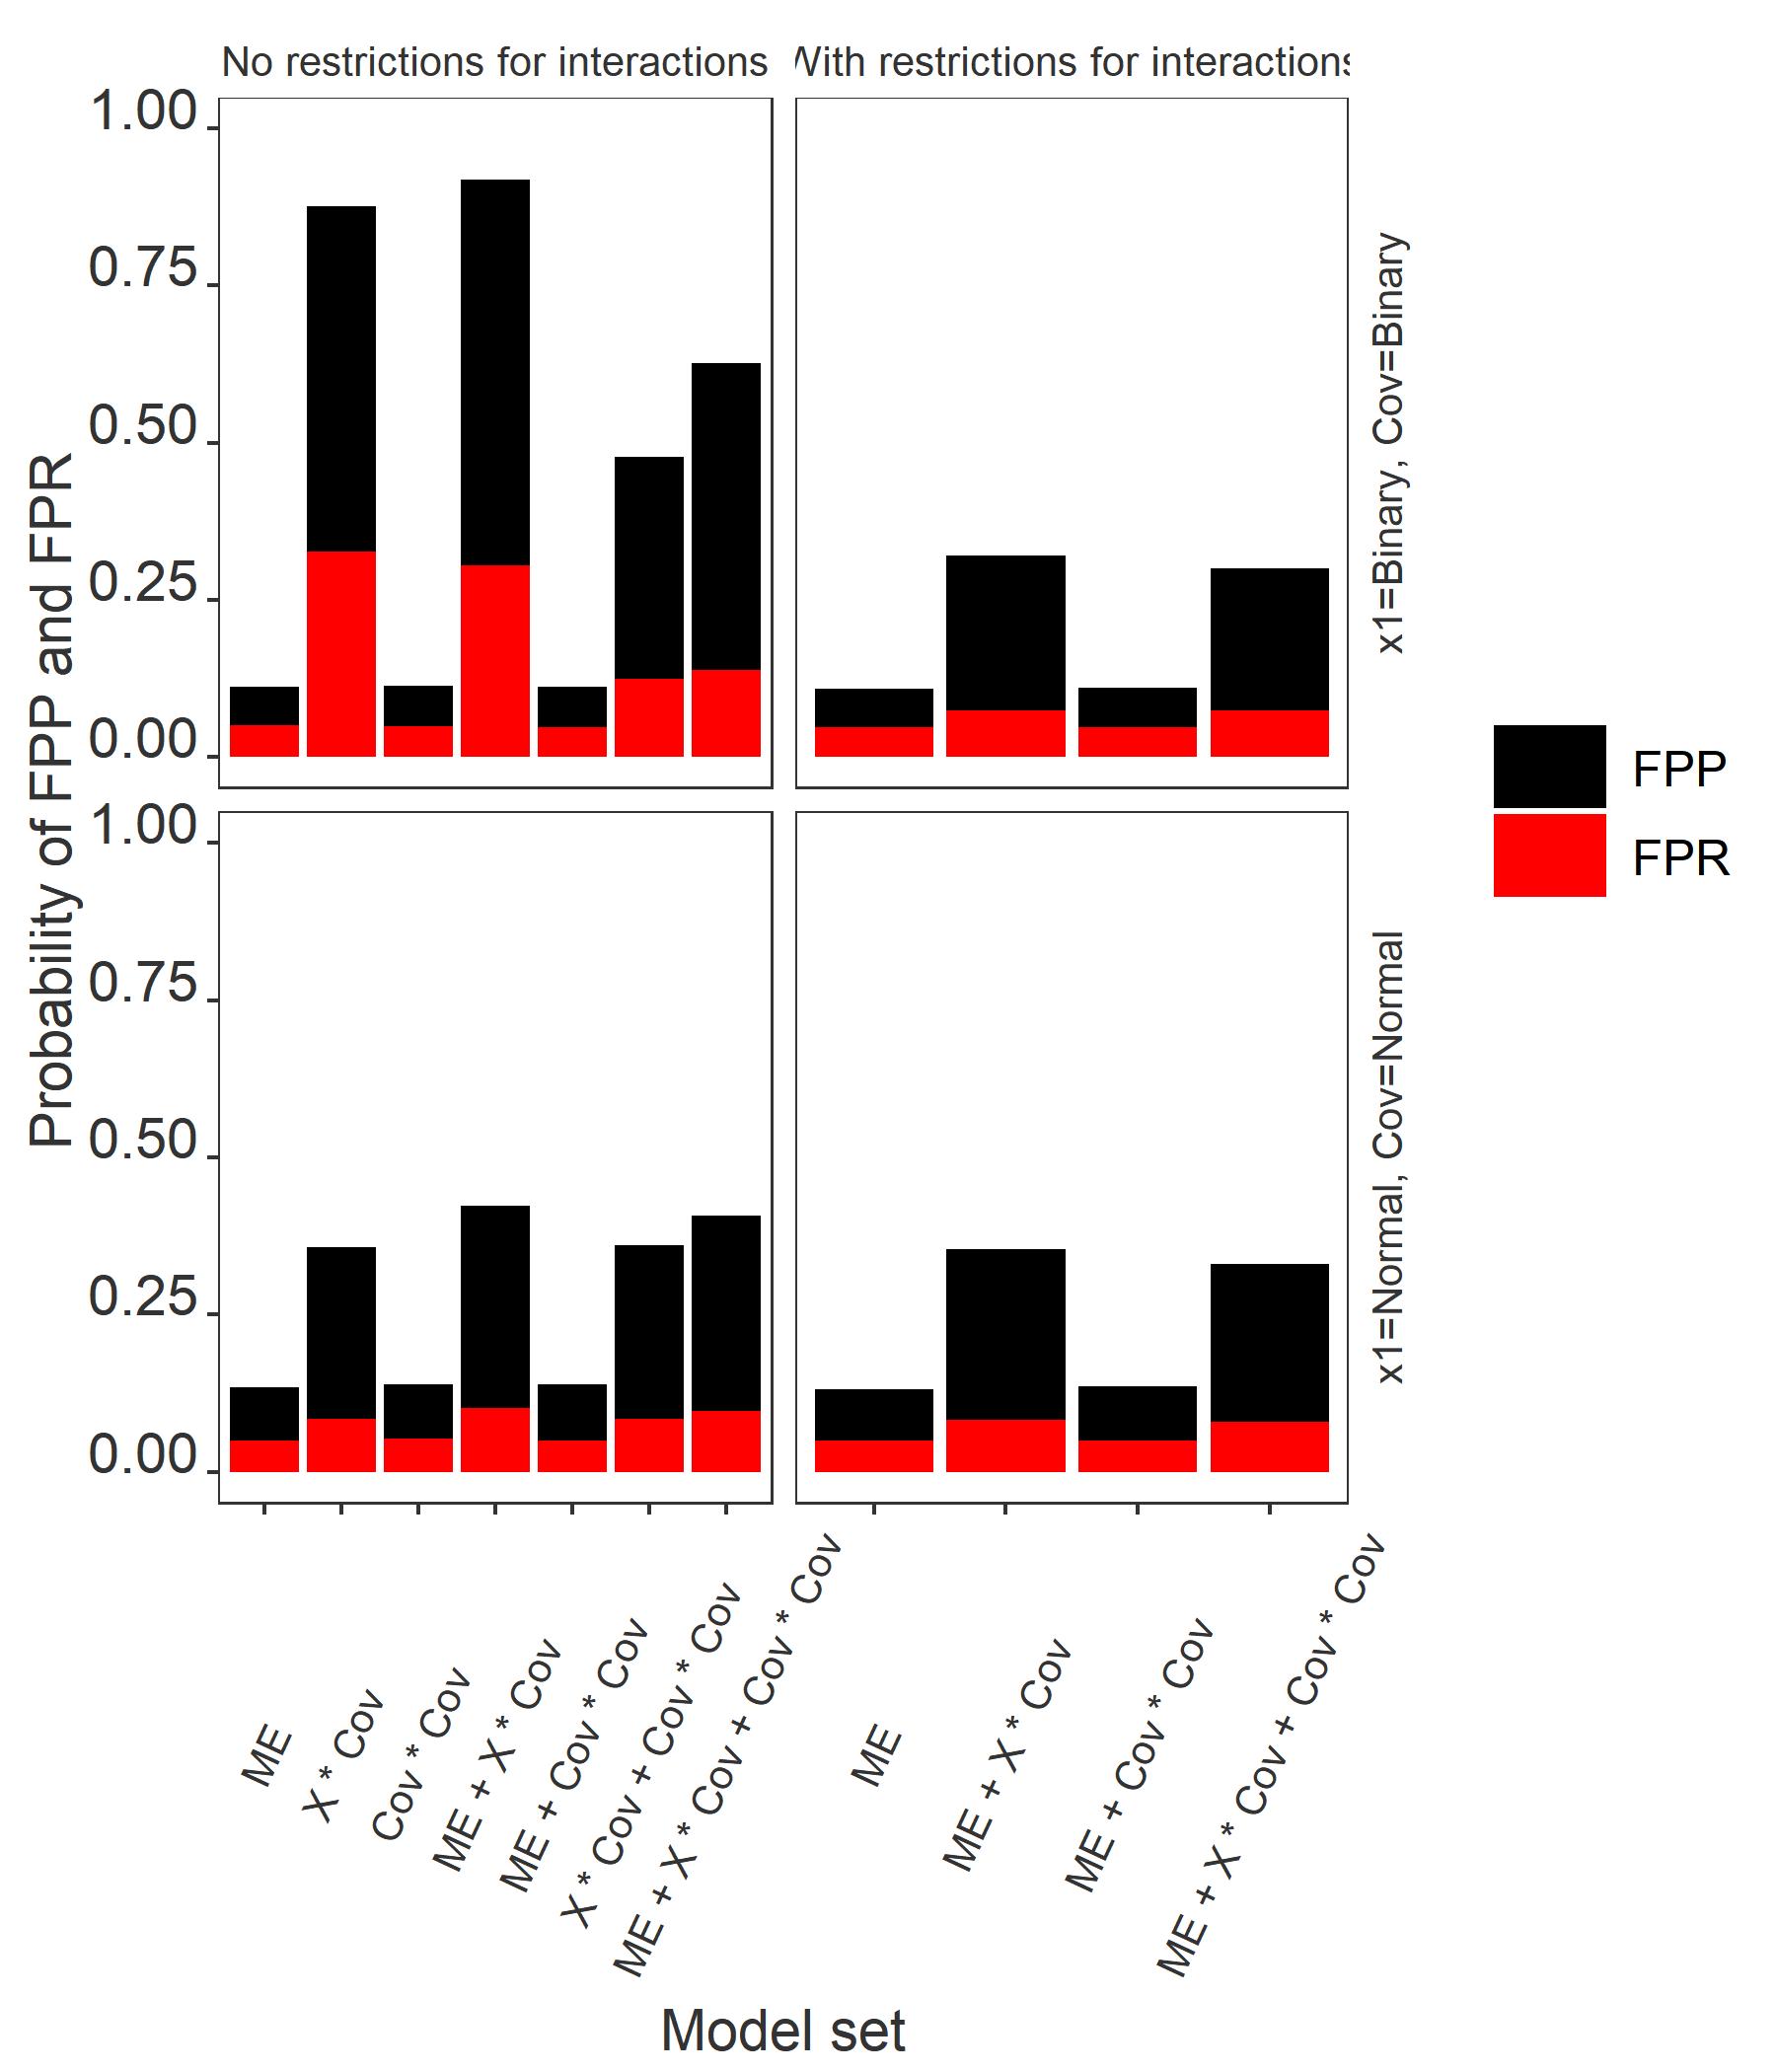 No restrictions for interactions
With restrictions for interactions
1.00
0.75
0.50
0.25
0.00
x1=Binary, Cov=Binary
1.00
0.75
0.50
0.25
0.00
x1=Normal, Cov=Normal
Probability of FPP and FPR
FPP
FPR
ME
X * Cov
Cov * Cov
ME + X * Cov
ME + Cov * Cov
X * Cov + Cov * Cov
ME + X * Cov + Cov * Cov
ME
ME + X * Cov
ME + Cov * Cov
ME + X * Cov + Cov * Cov
Model set